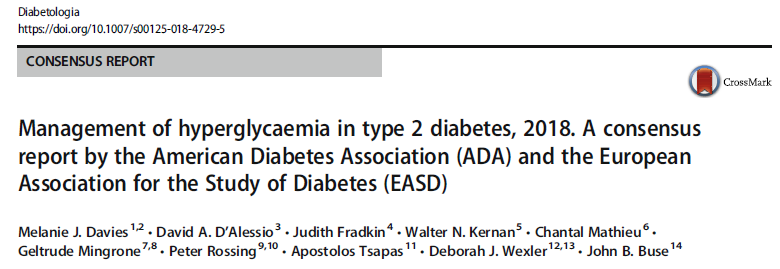 Diabetologia
https://doi.org/10.1007/s00125-018-4729-5
CONSENSUS REPORT
CrossMark
Management of hyperglycaemia in type 2 diabetes, 2018. A consensus
report by the American Diabetes Association (ADA) and the European
Association for the Study of Diabetes (EASD)
Melanie J. Davies 1,2 • David A. D'Alessio 3 • Judith Fradkin 4 • Walter N. Kernan 5 • Chantal Mathieu 6 •
Geltrude Mingrone 7,8 • Peter Rossing 9,10 • Apostolos Tsapas 11 • Deborah J. Wexler 12,13 • John B. Buse 14